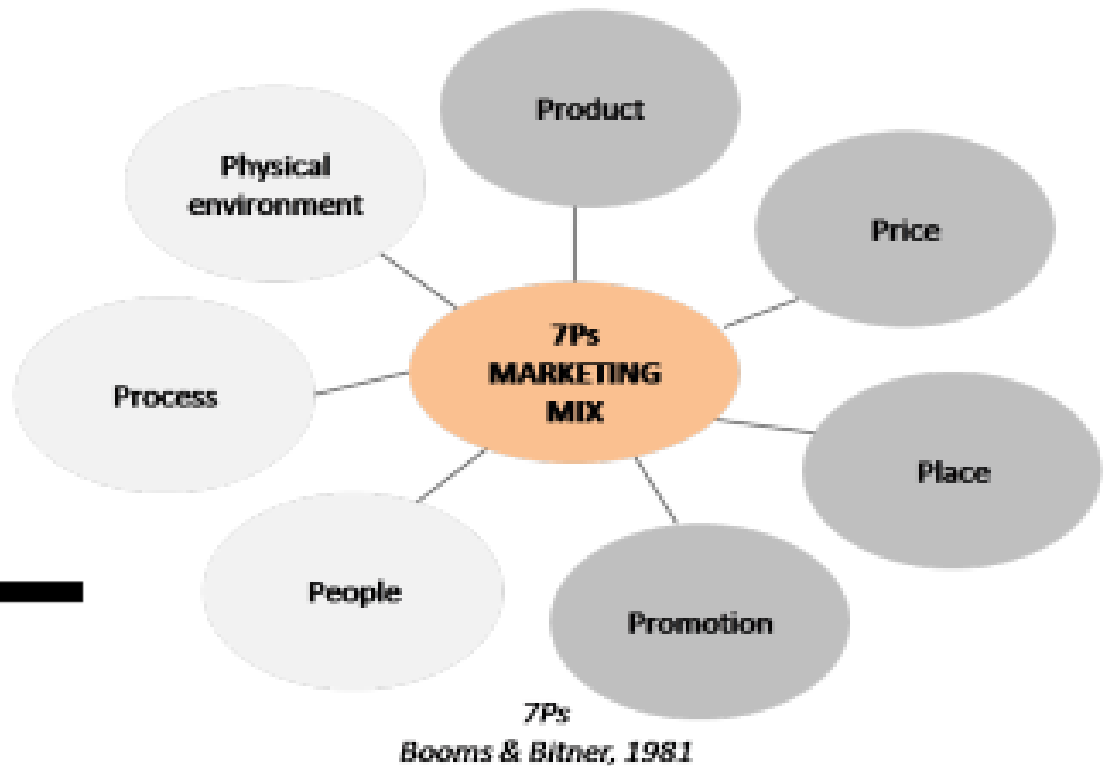 Product
Physical
environment
Price
7Ps
MARKETING
MIX
Process
Place
People
Promotion
7Ps
Booms & Bitner, 1981